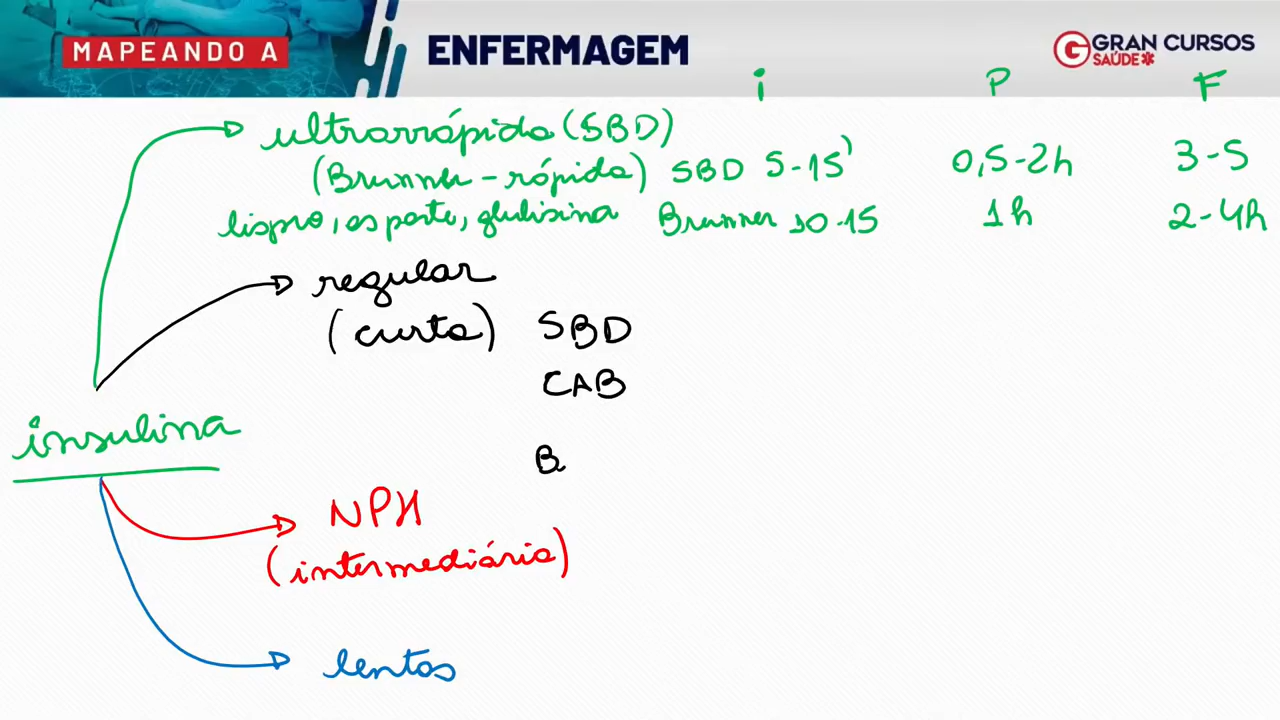 MAPEANDO A
ENFERMAGEM
GRAN CURSOS
SAÚDE
i P F
ultrarrápida (SBD)
(Brunner - rápida) SBD 5-15' 0,5-2h 3-5
lispro, asparte, glulisina Brunner 10-15 1h 2-4h
regular
(curta) SBD
CAB
insulina
B
NPH
(intermediária)
lentas